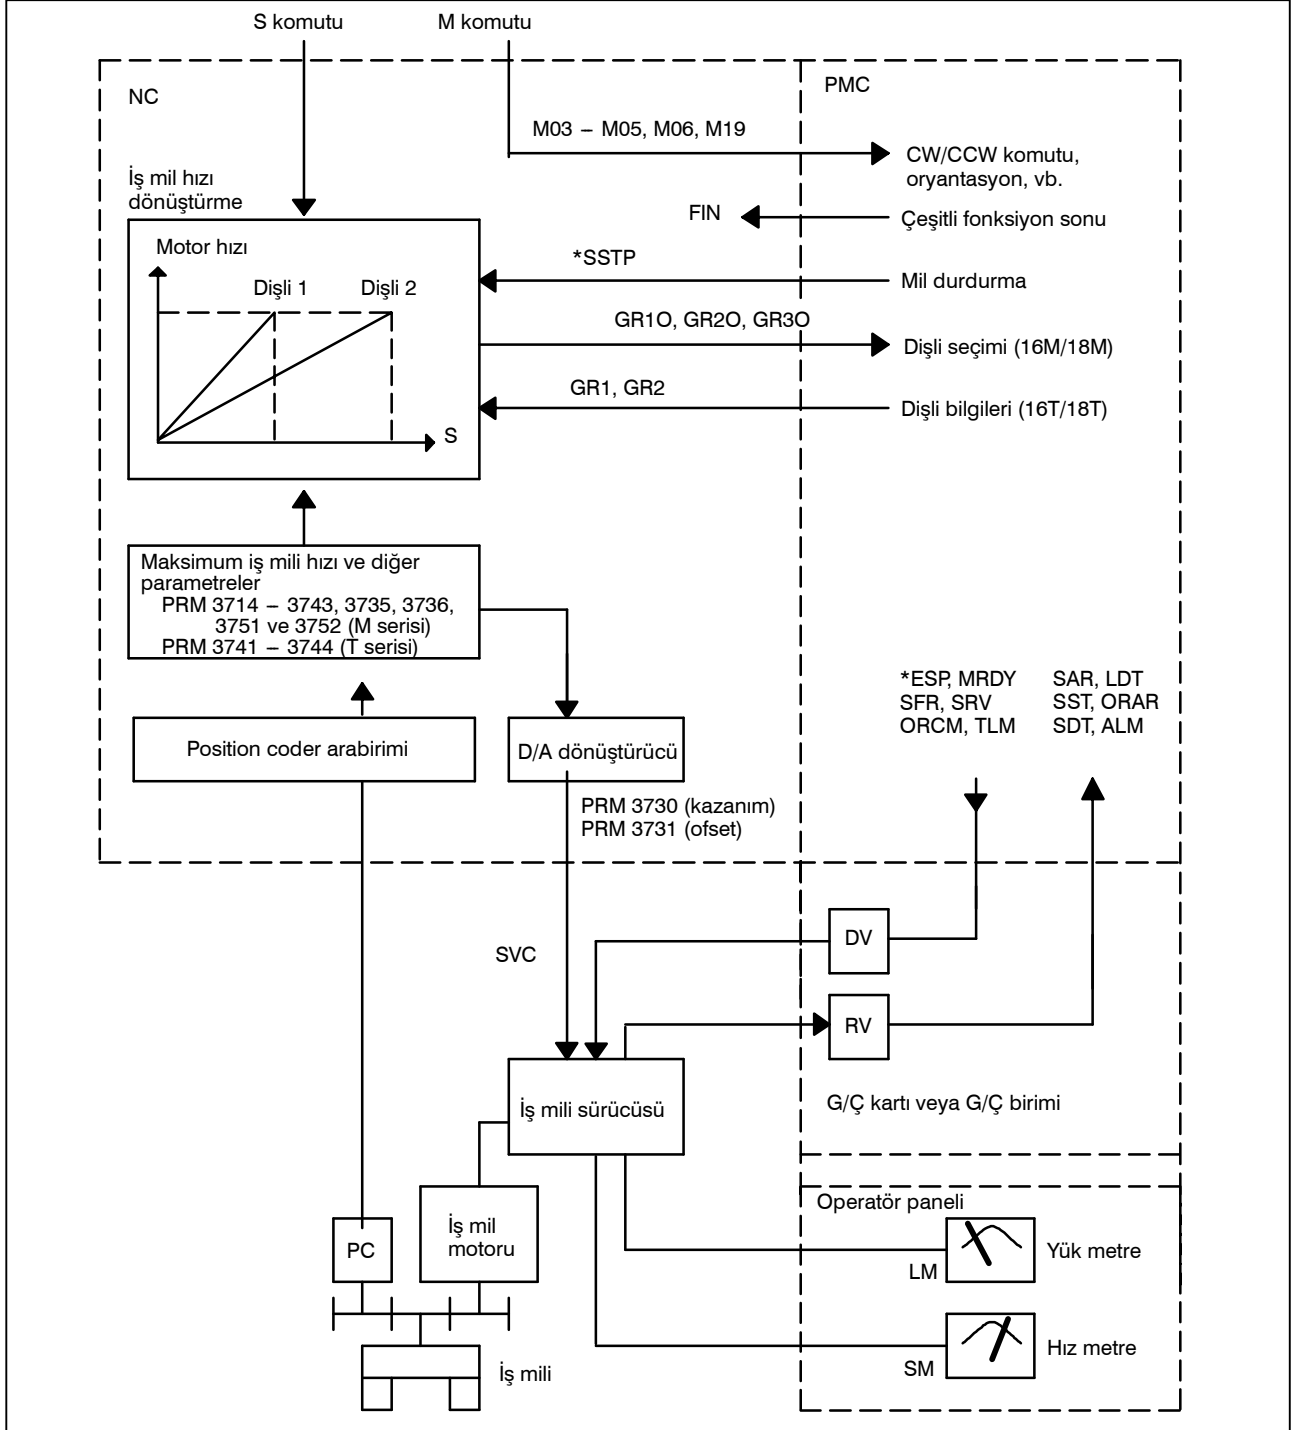 S komutu
M komutu
NC
PMC
M03 – M05, M06, M19
CW/CCW komutu,
oryantasyon, vb.
İş mil hızı
dönüştürme
FIN
Çeşitli fonksiyon sonu
Motor hızı
*SSTP
Mil durdurma
Dişli 1
Dişli 2
GR1O, GR2O, GR3O
Dişli seçimi (16M/18M)
GR1, GR2
Dişli bilgileri (16T/18T)
S
Maksimum iş mili hızı ve diğer
parametreler
PRM 3714 – 3743, 3735, 3736,
3751 ve 3752 (M serisi)
PRM 3741 – 3744 (T serisi)
*ESP, MRDY
SFR, SRV
ORCM, TLM
SAR, LDT
SST, ORAR
SDT, ALM
Position coder arabirimi
D/A dönüştürücü
PRM 3730 (kazanım)
PRM 3731 (ofset)
SVC
DV
RV
İş mili sürücüsü
G/Ç kartı veya G/Ç birimi
Operatör paneli
PC
İş mil
motoru
Yük metre
LM
Hız metre
SM
İş mili